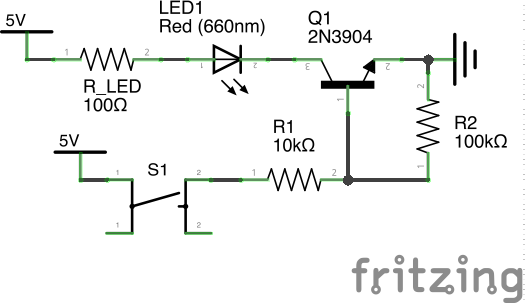 5V
LED1
Red (660nm)
Q1
2N3904
1
2
1
2
3
2
R_LED
100Ω
1
2
R2
100kΩ
1
5V
S1
R1
10kΩ
1
2
1
2
1
2
fritzing